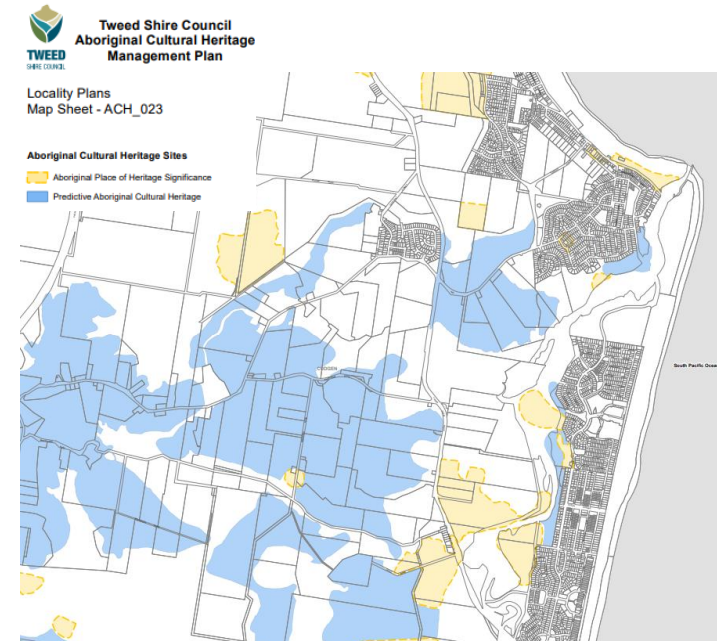 Tweed Shire Council
Aboriginal Cultural Heritage
Management Plan
TWEED
SHIRE COUNCIL
Locality Plans
Map Sheet - ACH_023
Aboriginal Cultural Heritage Sites
Aboriginal Place of Heritage Significance
Predictive Aboriginal Cultural Heritage
CUDGEN
South Pacific Ocea